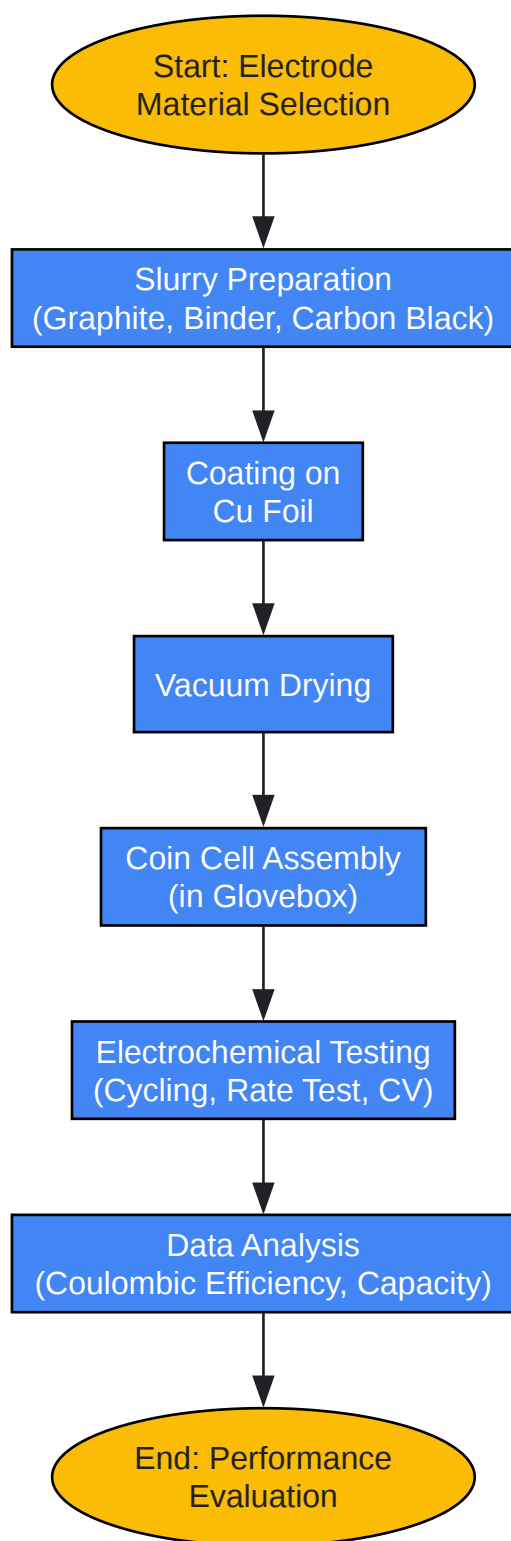 Start: Electrode
Material Selection
Slurry Preparation
(Graphite, Binder, Carbon Black)
Coating on
Cu Foil
Vacuum Drying
Coin Cell Assembly
(in Glovebox)
Electrochemical Testing
(Cycling, Rate Test, CV)
Data Analysis
(Coulombic Efficiency, Capacity)
End: Performance
Evaluation